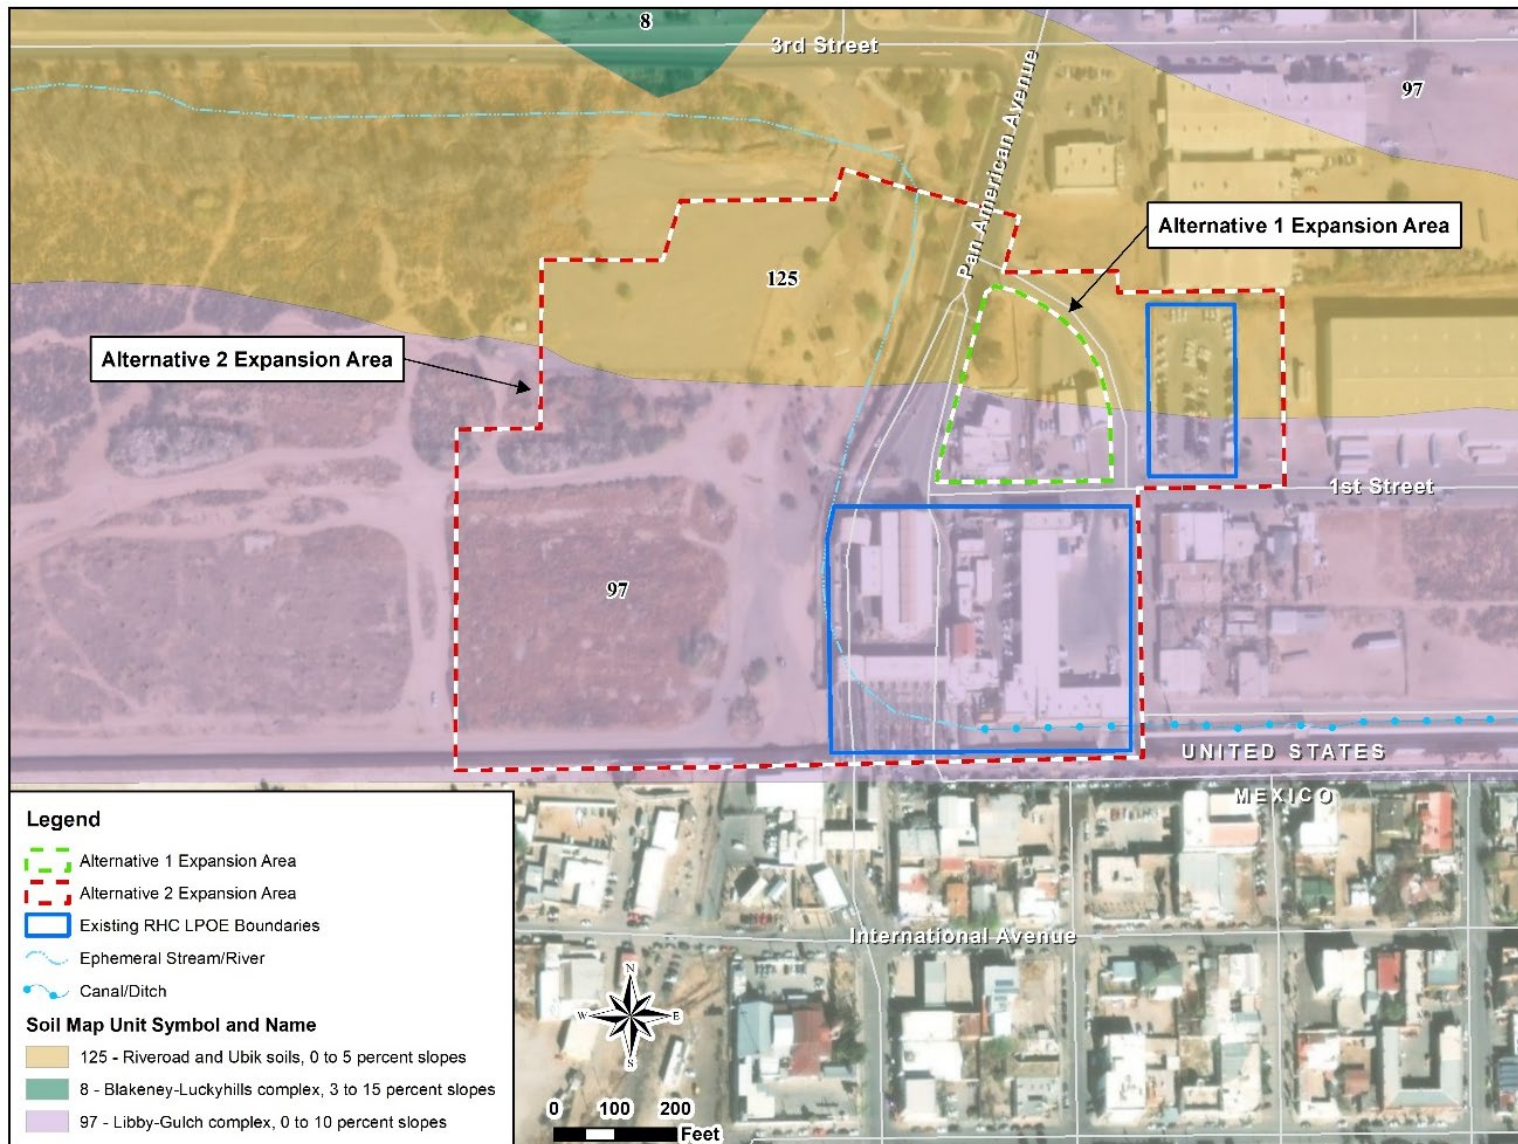 8
3rd Street
97
Pan American Avenue
Alternative 1 Expansion Area
125
Alternative 2 Expansion Area
1st Street
97
UNITED STATES
MEXICO
International Avenue
Legend
Alternative 1 Expansion Area
Alternative 2 Expansion Area
Existing RHC LPOE Boundaries
Ephemeral Stream/River
Canal/Ditch
Soil Map Unit Symbol and Name
125 - Riveroad and Ubik soils, 0 to 5 percent slopes
8 - Blakeney-Luckyhills complex, 3 to 15 percent slopes
97 - Libby-Gulch complex, 0 to 10 percent slopes
N
W E
S
0 100 200
Feet